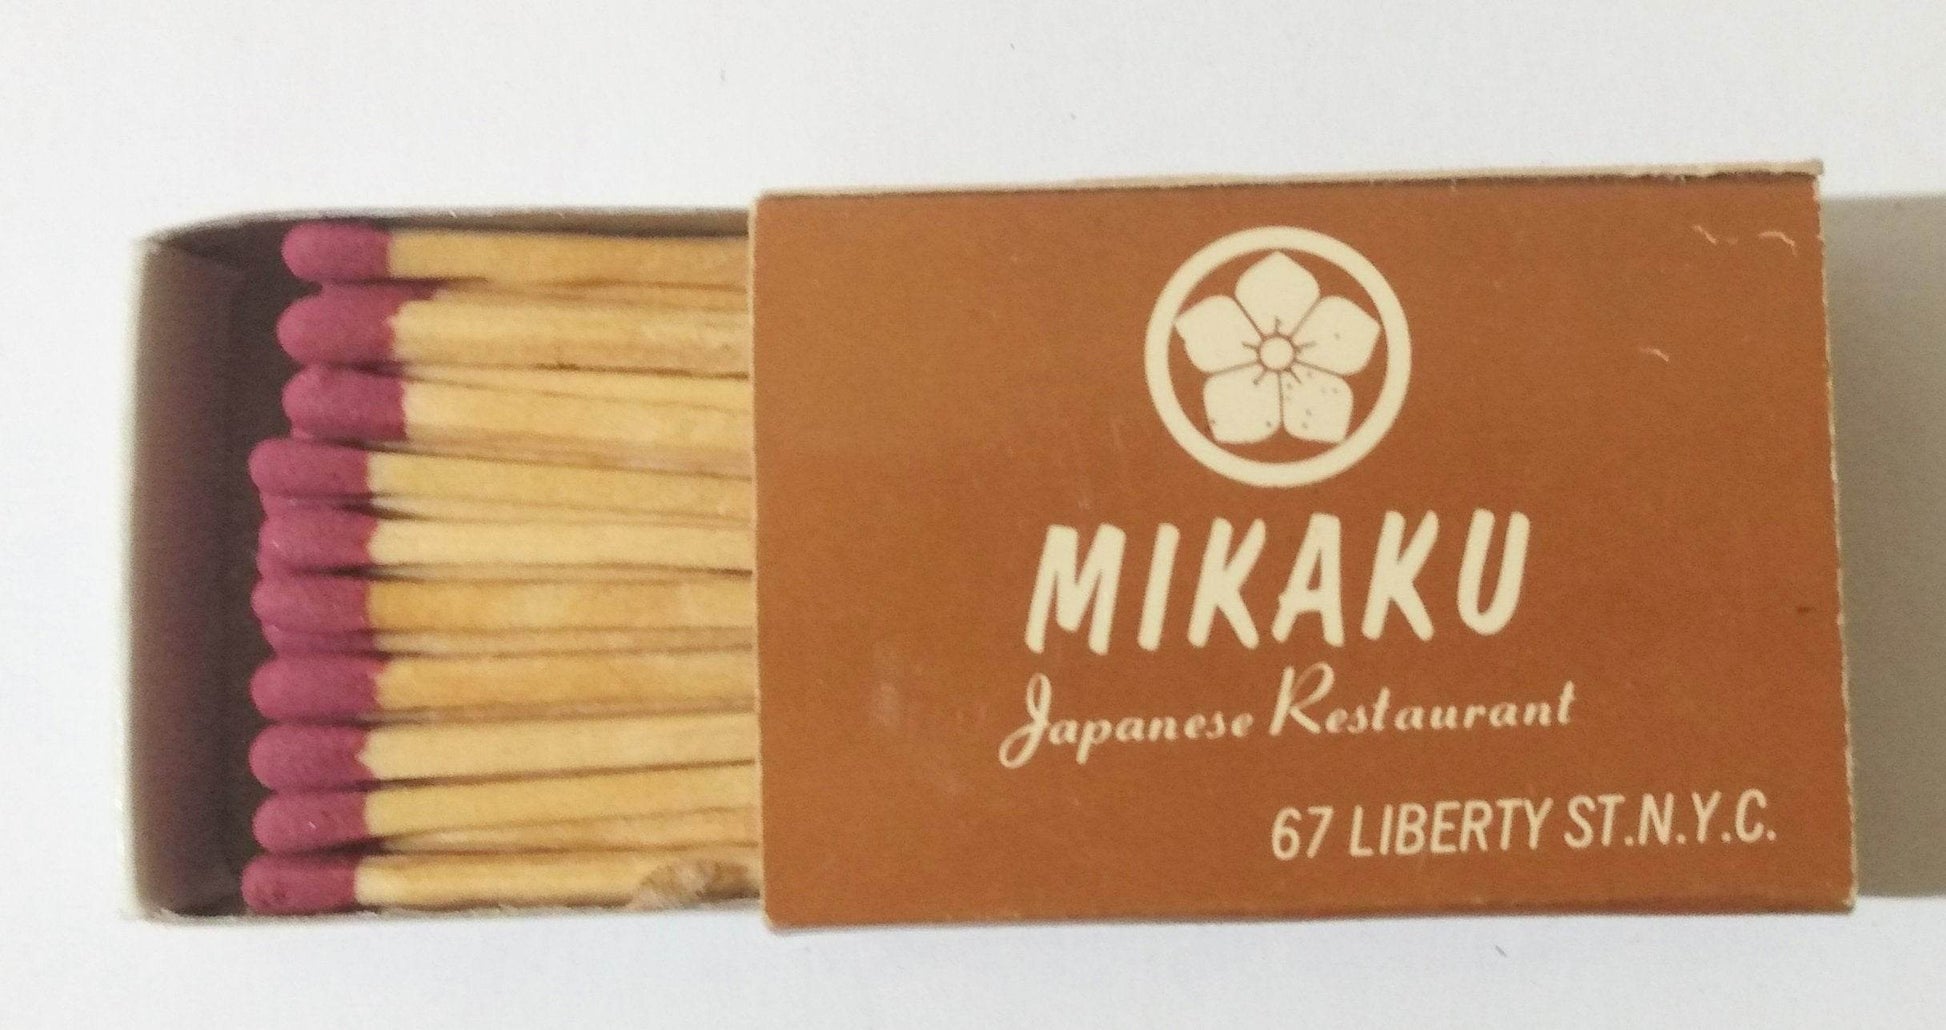 MIKAKU
Japanese Restaurant
67 LIBERTY ST.N.Y.C.